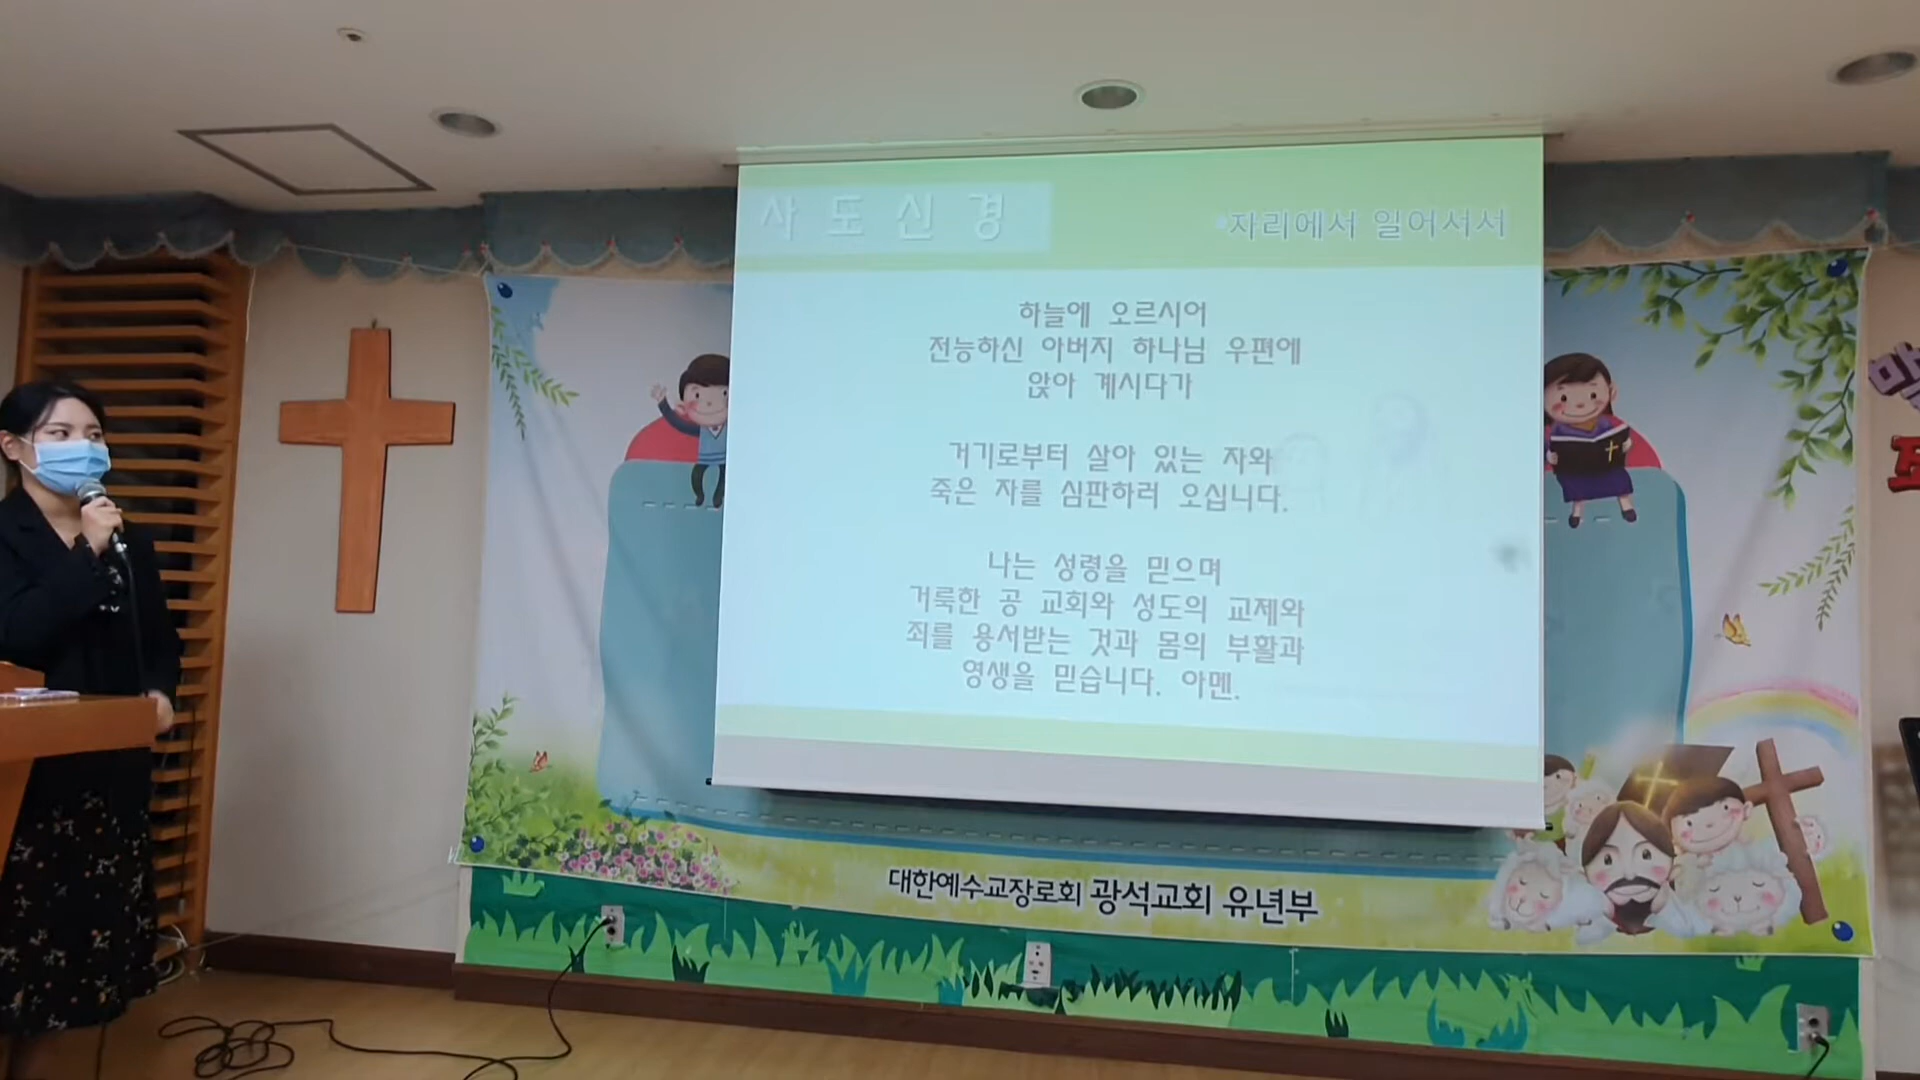 사도신경
*자리에서 일어서서
하늘에 오르시어
전능하신 아버지 하나님 우편에
앉아 계시다가
거기로부터 살아 있는 자와
죽은 자를 심판하러 오십니다.
나는 성령을 믿으며
거룩한 공 교회와 성도의 교제와
죄를 용서받는 것과 몸의 부활과
영생을 믿습니다. 아멘.
대한예수교장로회 광석교회 유년부